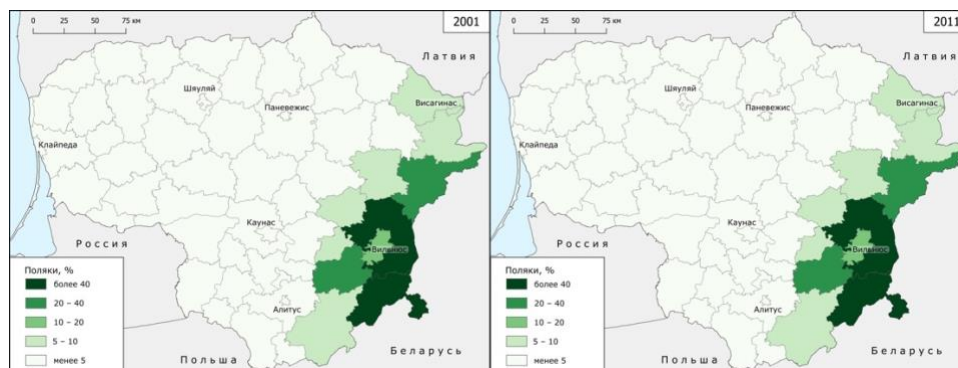 0 25 50 75 км
2001
Латвия
Шяуляй
Паневежис
Висагинас
Клайпеда
Каунас
Вильнюс
Россия
Алитус
Польша
Беларусь
Поляки, %
более 40
20 – 40
10 – 20
5 – 10
менее 5
0 25 50 75 км
2011
Латвия
Шяуляй
Паневежис
Висагинас
Клайпеда
Каунас
Вильнюс
Россия
Алитус
Польша
Беларусь
Поляки, %
более 40
20 – 40
10 – 20
5 – 10
менее 5